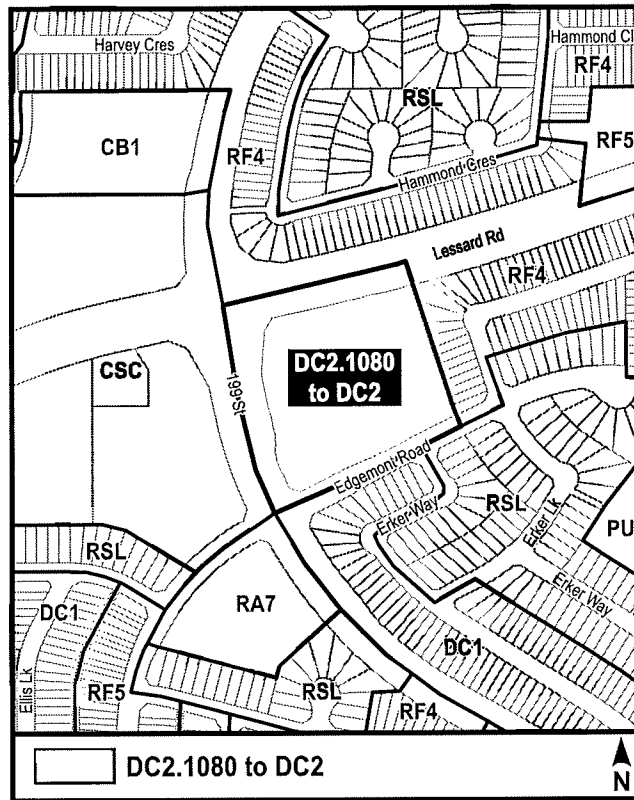 Harvey Cres
Hammond Cl
RSL
RF4
CB1
RF4
RF5
Hammond Cres
Lessard Rd
RF4
DC2.1080
to DC2
CSC
199 St
Edgemont Road
Erker Way
RSL
Erker Lk
PU
RSL
Erker Way
RA7
DC1
DC1
Ellis Lk
RF5
RSL
RF4
DC2.1080 to DC2
N